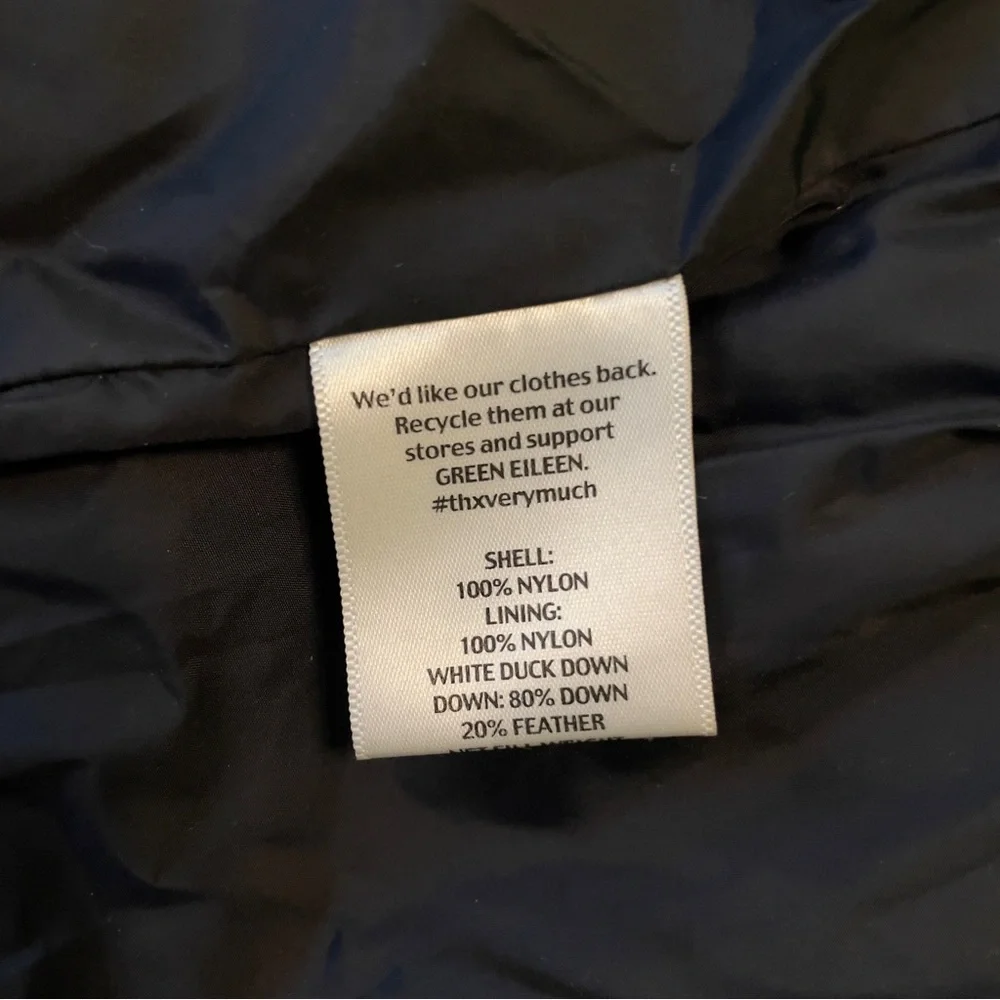 We'd like our clothes back.
Recycle them at our
stores and support
GREEN EILEEN.
#thxverymuch
SHELL:
100% NYLON
LINING:
100% NYLON
WHITE DUCK DOWN
DOWN: 80% DOWN
20% FEATHER